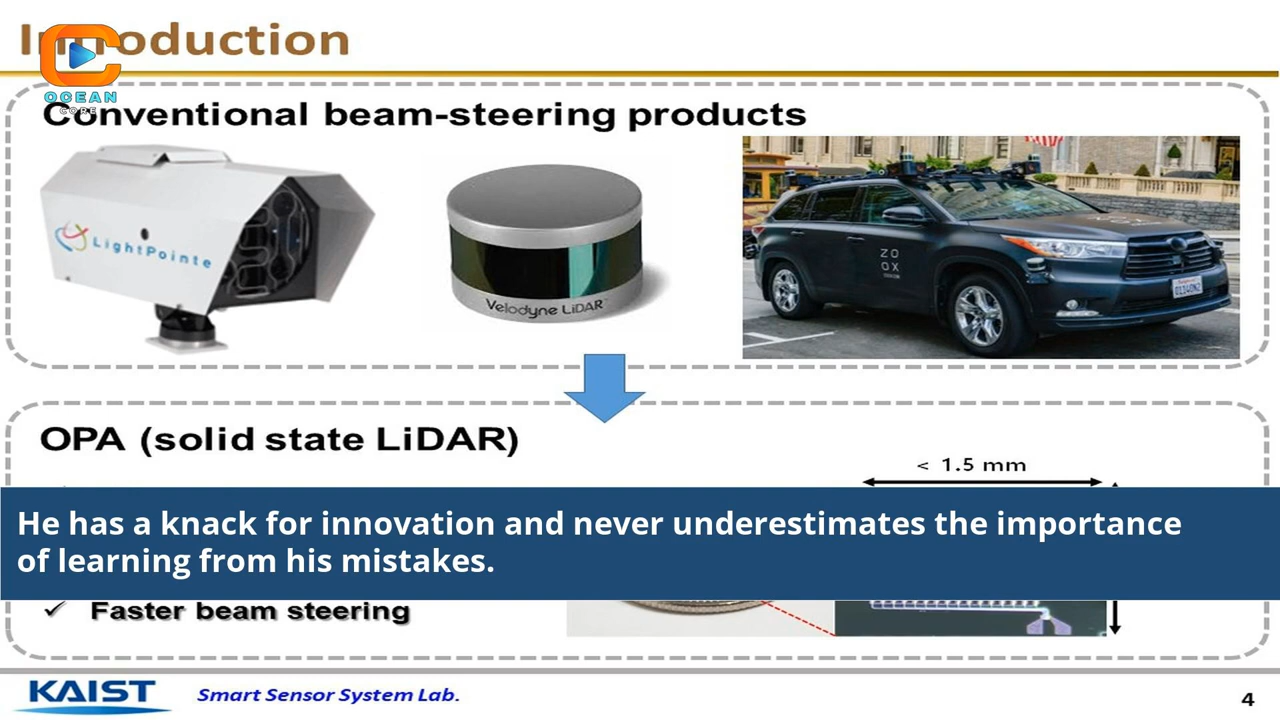 Introduction
OCEAN
CORE
Conventional beam-steering products
LightPointe
Velodyne LiDAR
ZO
OX
OPA (solid state LiDAR)
< 1.5 mm
He has a knack for innovation and never underestimates the importance
of learning from his mistakes.
✓ Faster beam steering
KAIST
Smart Sensor System Lab.
4